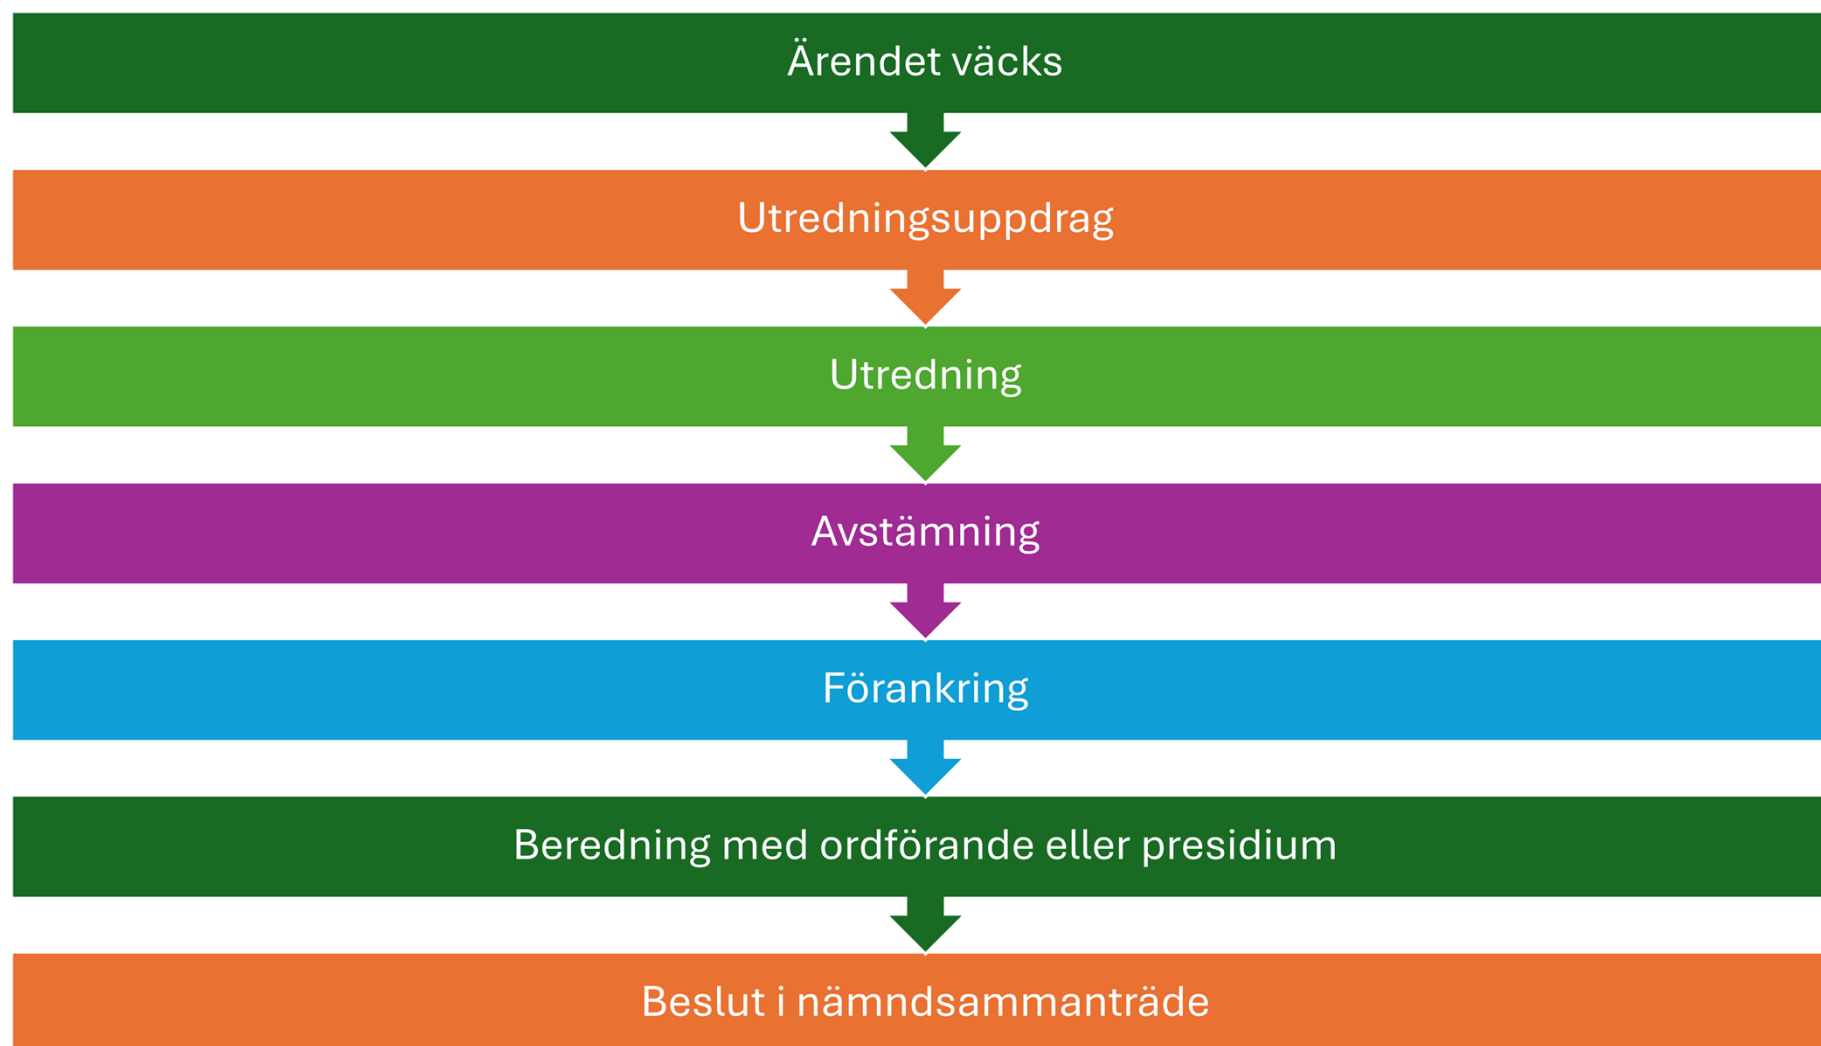 Ärendet väcks
Utredningsuppdrag
Utredning
Avstämning
Förankring
Beredning med ordförande eller presidium
Beslut i nämndsammanträde